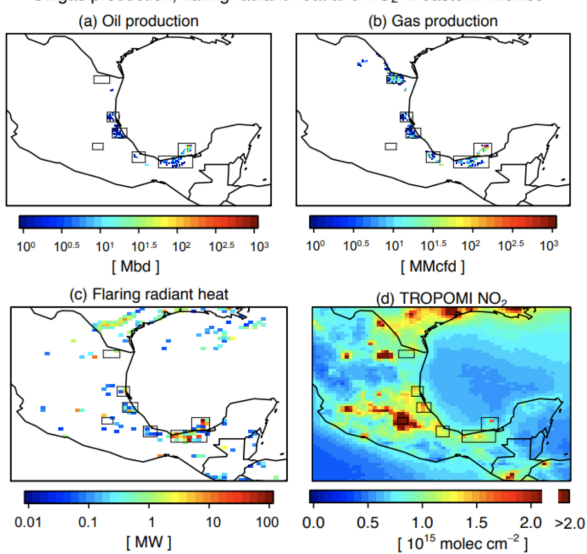 (a) Oil production
(b) Gas production
10⁰ 10⁰·⁵ 10¹ 10¹·⁵ 10² 10²·⁵ 10³
[ Mbd ]
10⁰ 10⁰·⁵ 10¹ 10¹·⁵ 10² 10²·⁵ 10³
[ MMcfd ]
(c) Flaring radiant heat
(d) TROPOMI NO₂
0.01 0.1 1 10 100
[ MW ]
0.0 0.5 1.0 1.5 2.0 >2.0
[ 10¹⁵ molec cm⁻² ]